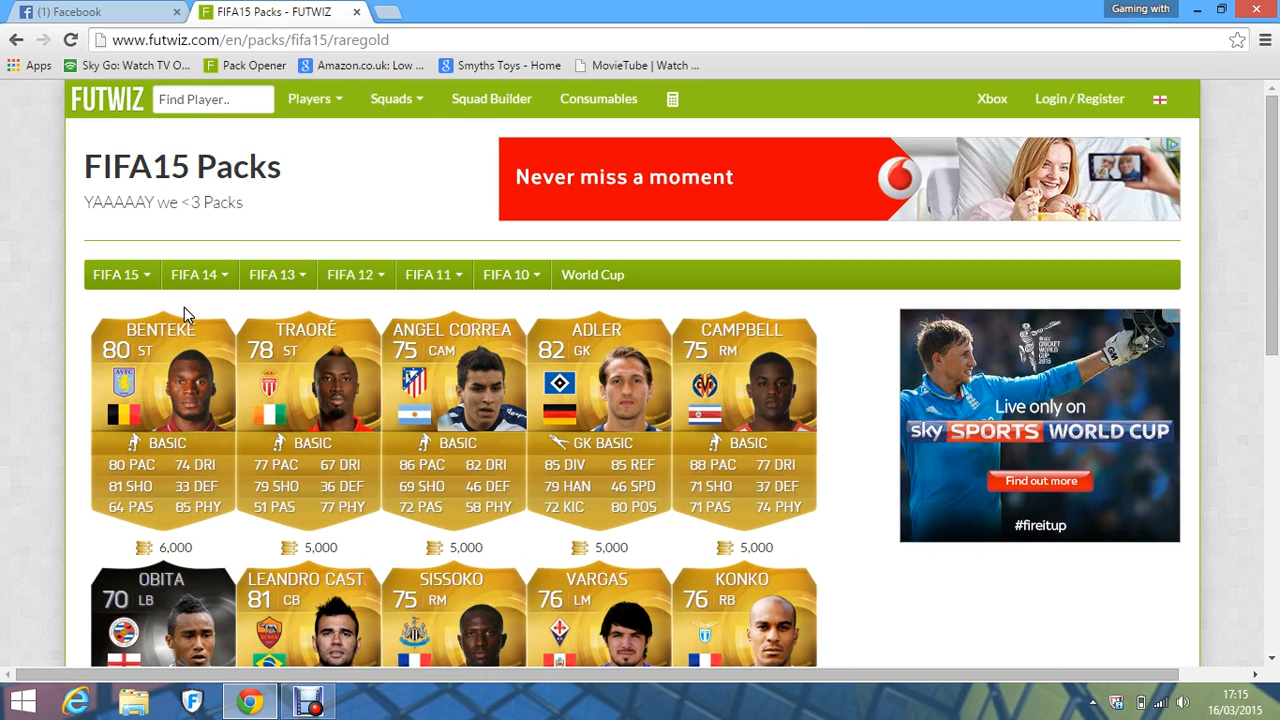 (1) Facebook
FIFA15 Packs - FUTWIZ
Gaming with
www.futwiz.com/en/packs/fifa15/raregold
Apps
Sky Go: Watch TV O...
Pack Opener
Amazon.co.uk: Low ...
Smyths Toys - Home
MovieTube | Watch ...
FUTWIZ
Find Player..
Players
Squads
Squad Builder
Consumables
Xbox
Login / Register
FIFA15 Packs
YAAAAAY we <3 Packs
Never miss a moment
FIFA 15
FIFA 14
FIFA 13
FIFA 12
FIFA 11
FIFA 10
World Cup
BENTEKE
80 ST
AVFC
BASIC
80 PAC 74 DRI
81 SHO 33 DEF
64 PAS 85 PHY
6,000
TRAORÉ
78 ST
BASIC
77 PAC 67 DRI
79 SHO 36 DEF
51 PAS 77 PHY
5,000
ANGEL CORREA
75 CAM
BASIC
86 PAC 82 DRI
69 SHO 46 DEF
72 PAS 58 PHY
5,000
ADLER
82 GK
GK BASIC
85 DIV 85 REF
79 HAN 46 SPD
72 KIC 80 POS
5,000
CAMPBELL
75 RM
BASIC
88 PAC 77 DRI
71 SHO 37 DEF
71 PAS 74 PHY
5,000
Live only on
sky SPORTS WORLD CUP
Find out more
#fireitup
OBITA
70 LB
LEANDRO CAST.
81 CB
SISSOKO
75 RM
VARGAS
76 LM
KONKO
76 RB
17:15
16/03/2015